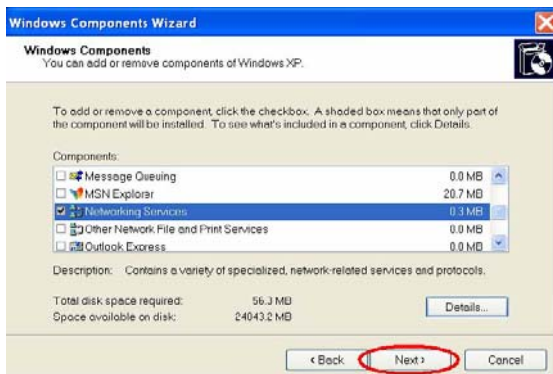 Windows Components Wizard
Windows Components
You can add or remove components of Windows XP.
To add or remove a component, click the checkbox. A shaded box means that only part of
the component will be installed. To see what's included in a component, click Details.
Components:
Message Queuing 0.0 MB
MSN Explorer 20.7 MB
Networking Services 0.3 MB
Other Network File and Print Services 0.0 MB
Outlook Express 0.0 MB
Description: Contains a variety of specialized, network-related services and protocols.
Total disk space required: 56.3 MB
Space available on disk: 24043.2 MB
Details...
< Back Next > Cancel